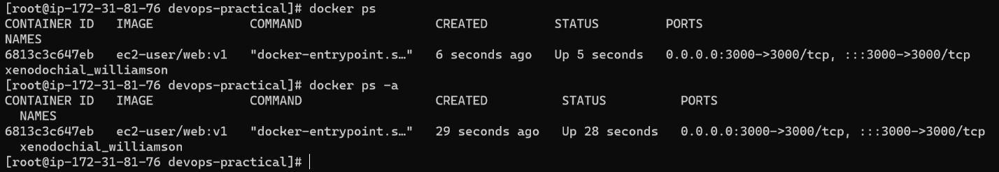 [root@ip-172-31-81-76 devops-practical]# docker ps
CONTAINER ID   IMAGE             COMMAND                  CREATED         STATUS         PORTS
NAMES
6813c3c647eb   ec2-user/web:v1   "docker-entrypoint.s…"   6 seconds ago   Up 5 seconds   0.0.0.0:3000->3000/tcp, :::3000->3000/tcp
xenodochial_williamson
[root@ip-172-31-81-76 devops-practical]# docker ps -a
CONTAINER ID   IMAGE             COMMAND                  CREATED          STATUS          PORTS
  NAMES
6813c3c647eb   ec2-user/web:v1   "docker-entrypoint.s…"   29 seconds ago   Up 28 seconds   0.0.0.0:3000->3000/tcp, :::3000->3000/tcp
  xenodochial_williamson
[root@ip-172-31-81-76 devops-practical]#